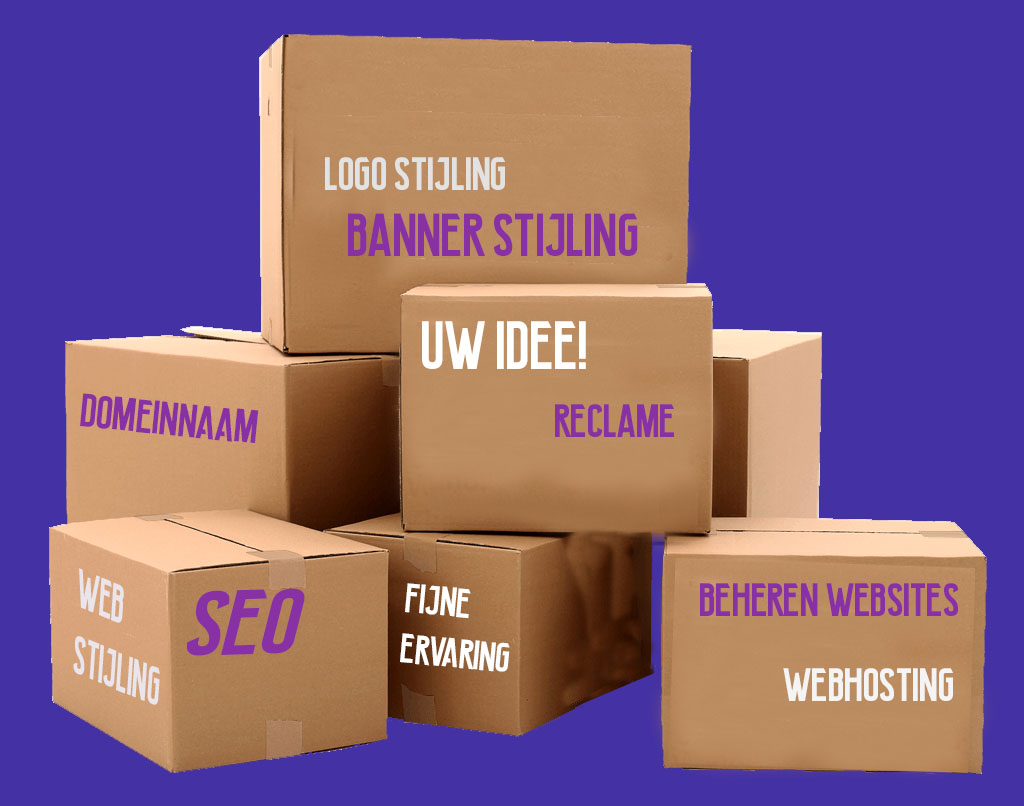 LOGO STIJLING
BANNER STIJLING
UW IDEE!
RECLAME
DOMEINNAAM
WEB
STIJLING
SEO
FIJNE
ERVARING
BEHEREN WEBSITES
WEBHOSTING